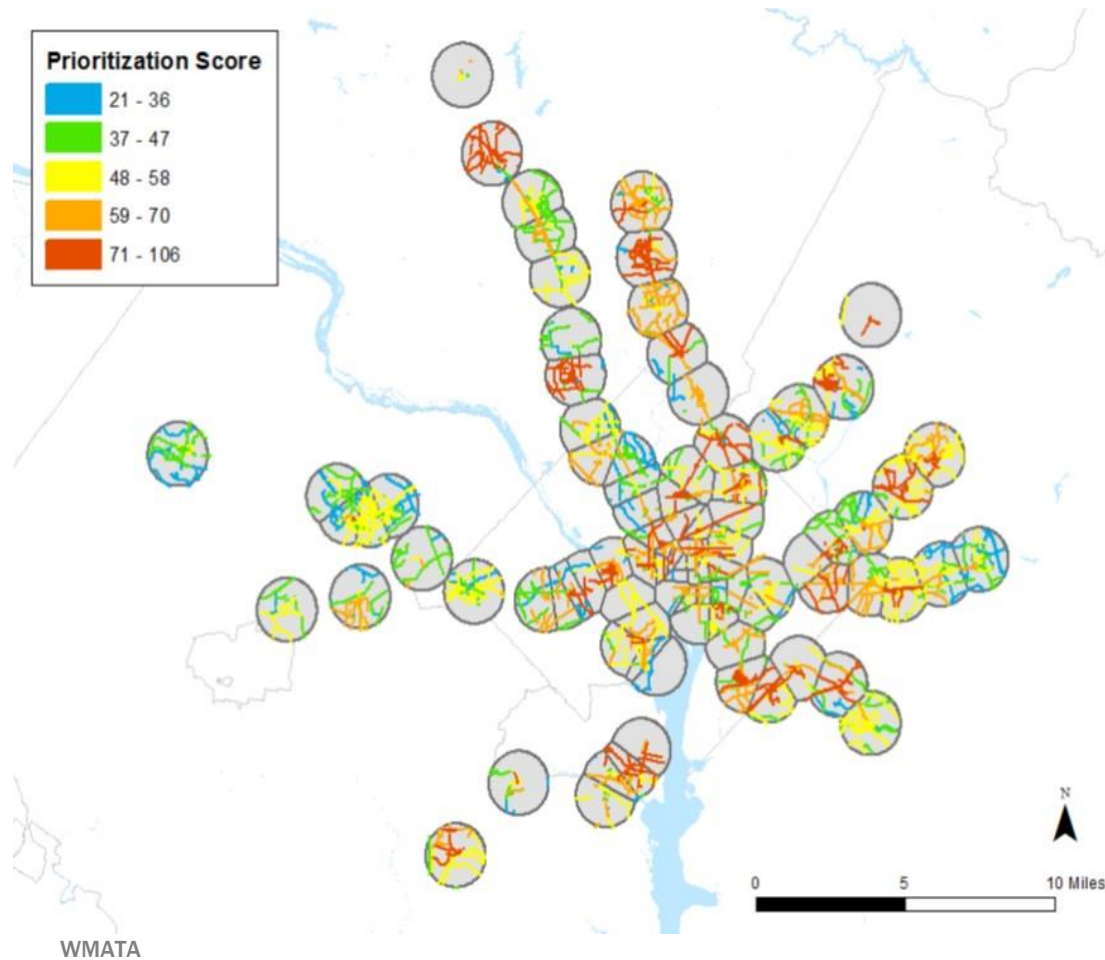 Prioritization Score
21 - 36
37 - 47
48 - 58
59 - 70
71 - 106
N
0 5 10 Miles
WMATA